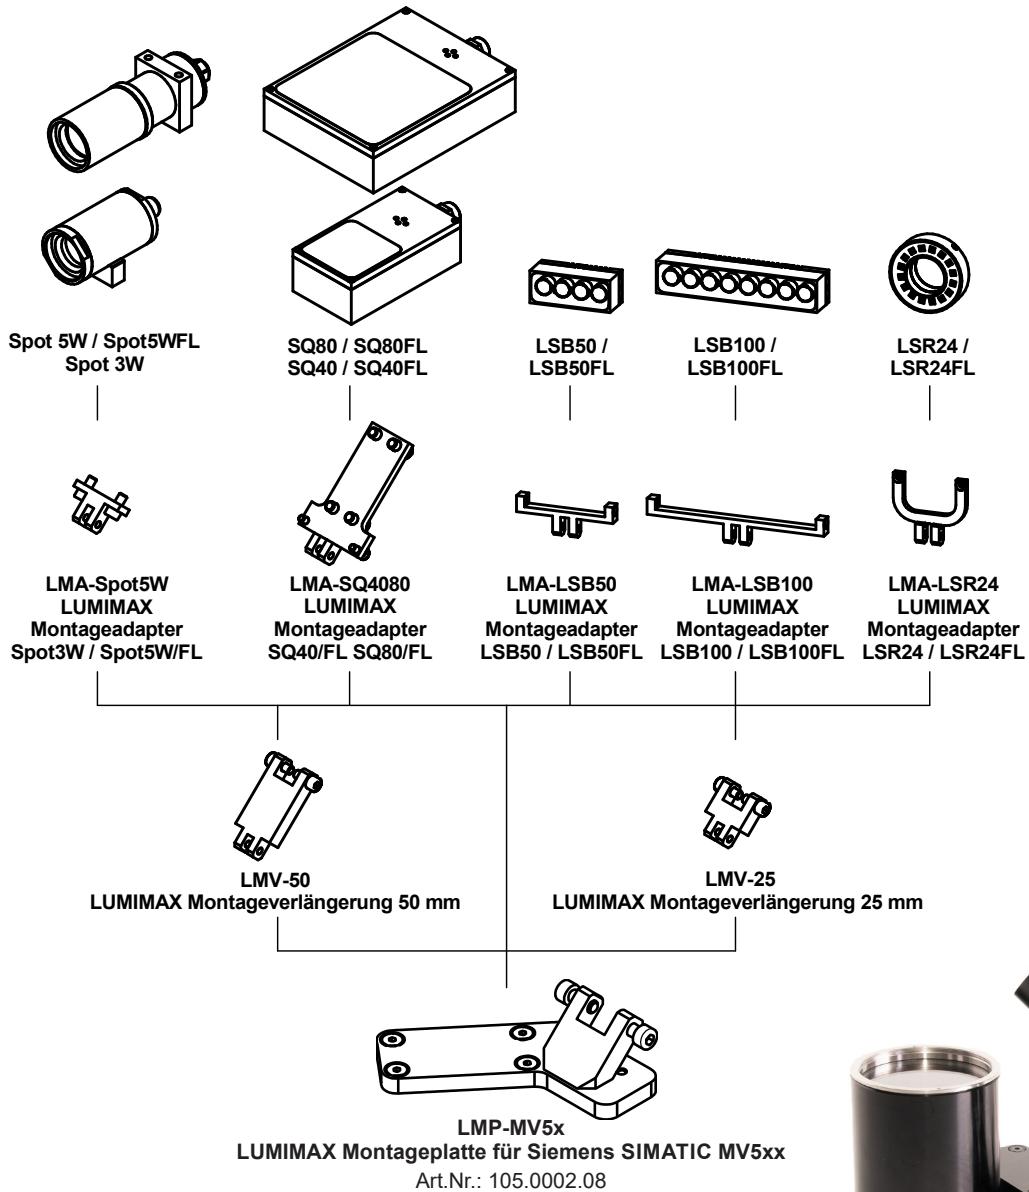 Spot 5W / Spot5WFL
Spot 3W
SQ80 / SQ80FL
SQ40 / SQ40FL
LSB50 /
LSB50FL
LSB100 /
LSB100FL
LSR24 /
LSR24FL
LMA-Spot5W
LUMIMAX
Montageadapter
Spot3W / Spot5W/FL
LMA-SQ4080
LUMIMAX
Montageadapter
SQ40/FL SQ80/FL
LMA-LSB50
LUMIMAX
Montageadapter
LSB50 / LSB50FL
LMA-LSB100
LUMIMAX
Montageadapter
LSB100 / LSB100FL
LMA-LSR24
LUMIMAX
Montageadapter
LSR24 / LSR24FL
LMV-50
LUMIMAX Montageverlängerung 50 mm
LMV-25
LUMIMAX Montageverlängerung 25 mm
LMP-MV5x
LUMIMAX Montageplatte für Siemens SIMATIC MV5xx
Art.Nr.: 105.0002.08